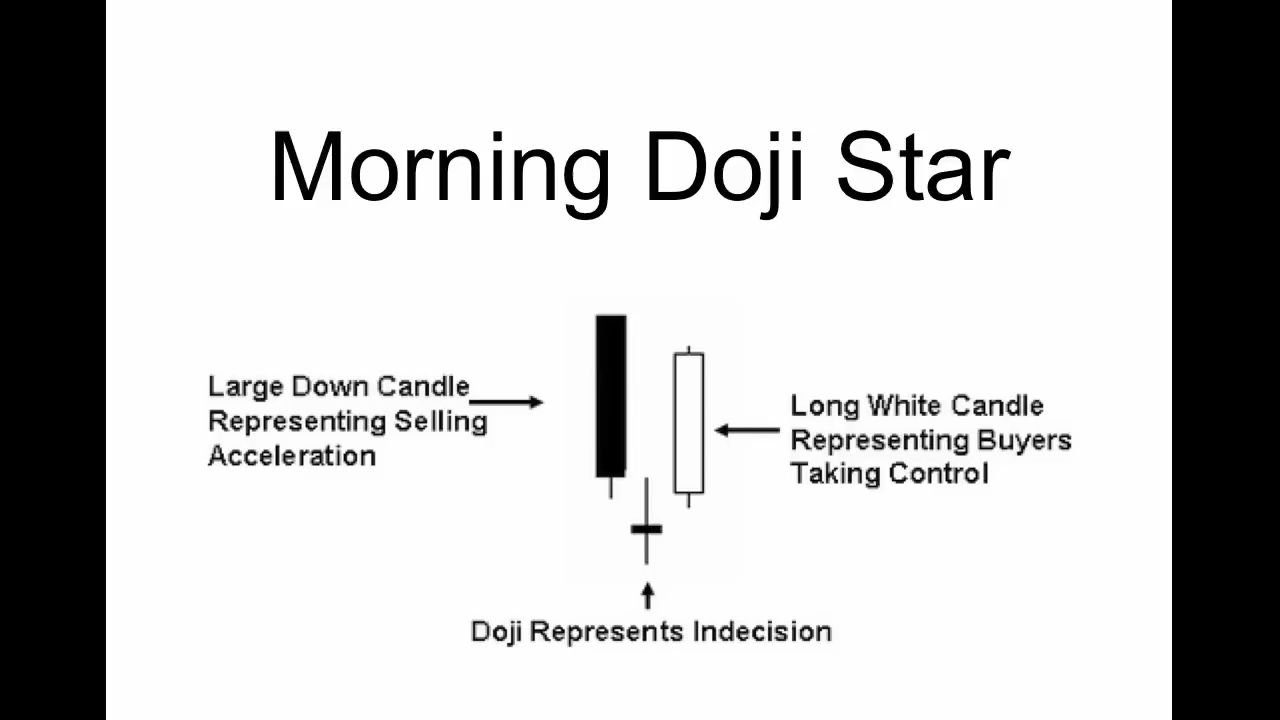 Morning Doji Star
Large Down Candle
Representing Selling
Acceleration
Long White Candle
Representing Buyers
Taking Control
Doji Represents Indecision